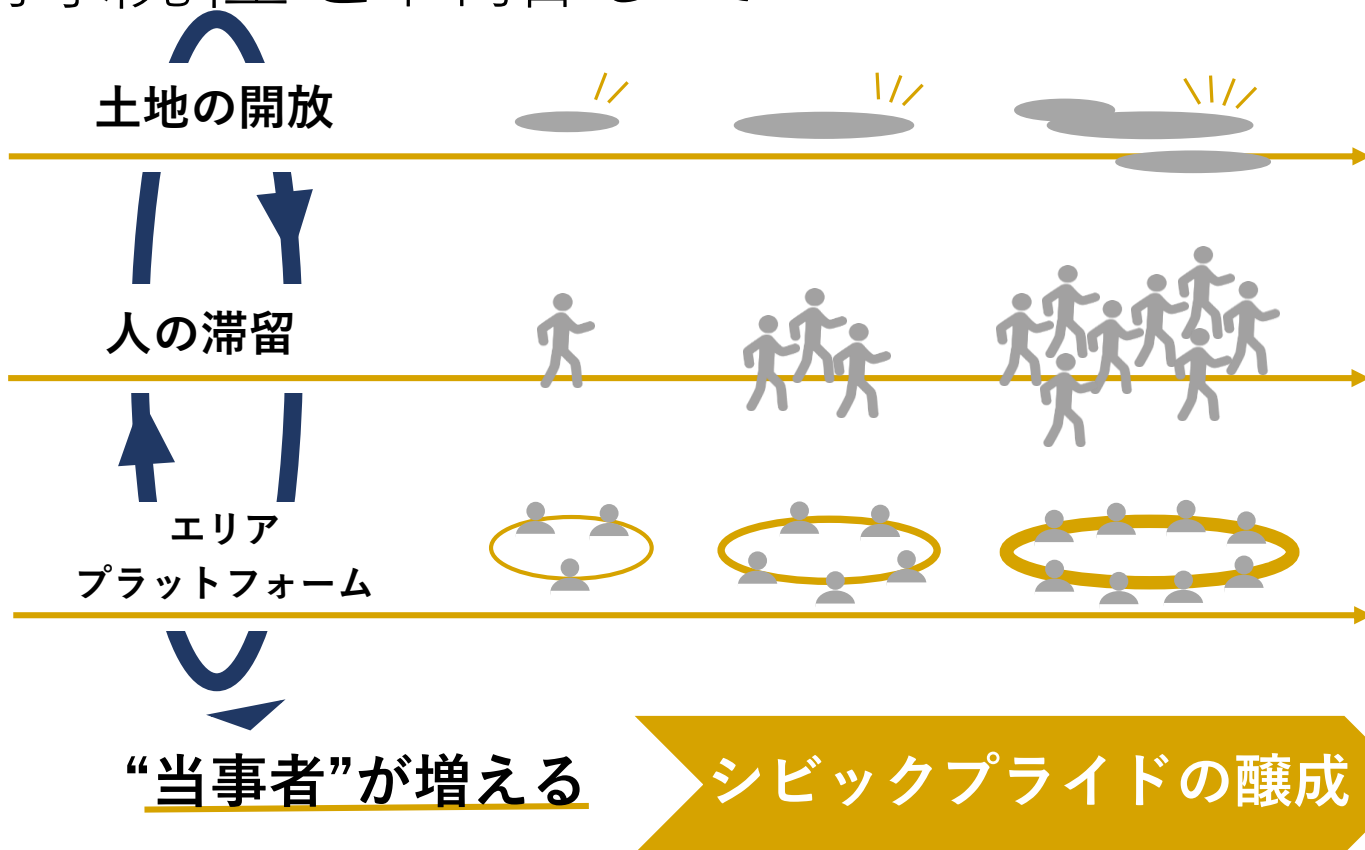 土地の開放
人の滞留
エリア
プラットフォーム
“当事者”が増える
シビックプライドの醸成